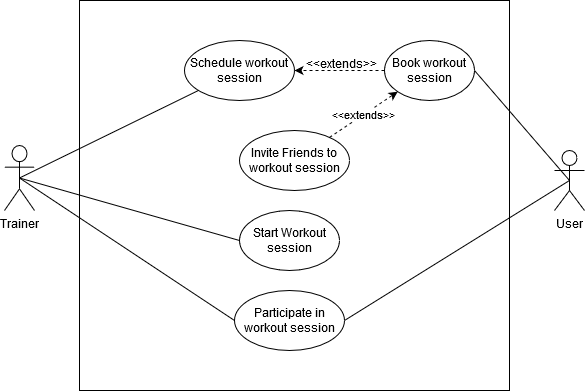 Schedule workout
session
<<extends>>
Book workout
session
<<extends>>
Invite Friends to
workout session
Trainer
User
Start Workout
session
Participate in
workout session